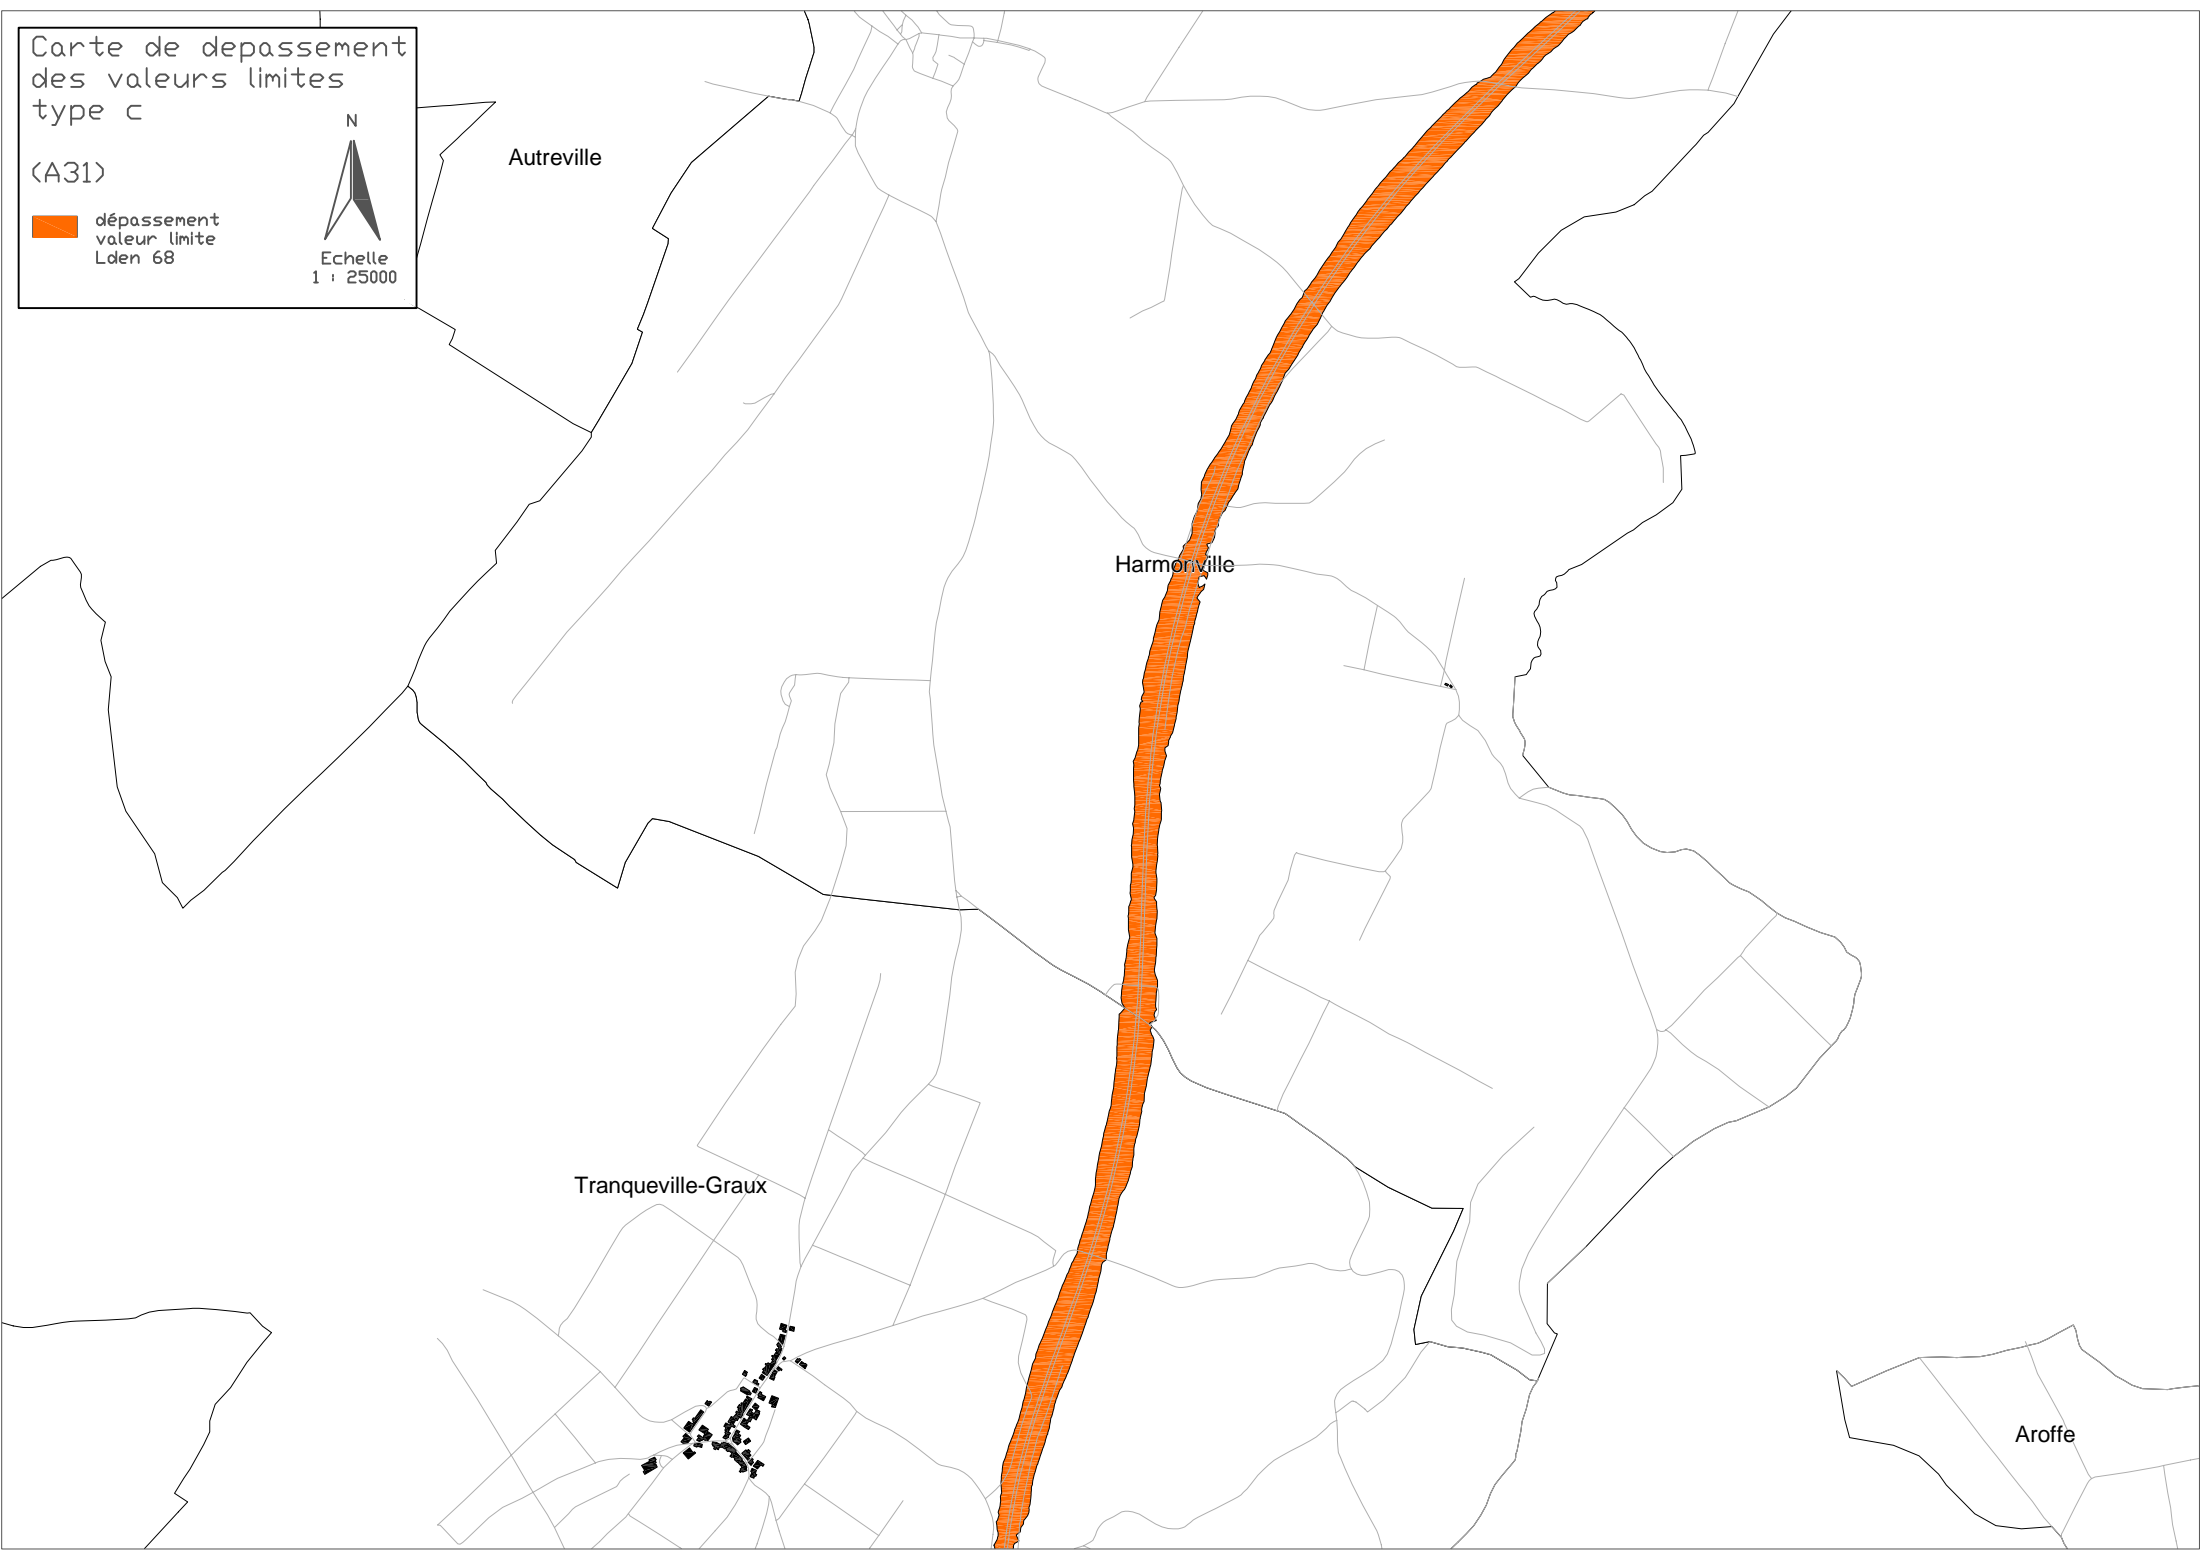 Carte de depassement
des valeurs limites
type c
N
(A31)
dépassement
valeur limite
Lden 68
Echelle
1 : 25000
Autreville
Harmonville
Tranqueville-Graux
Aroffe